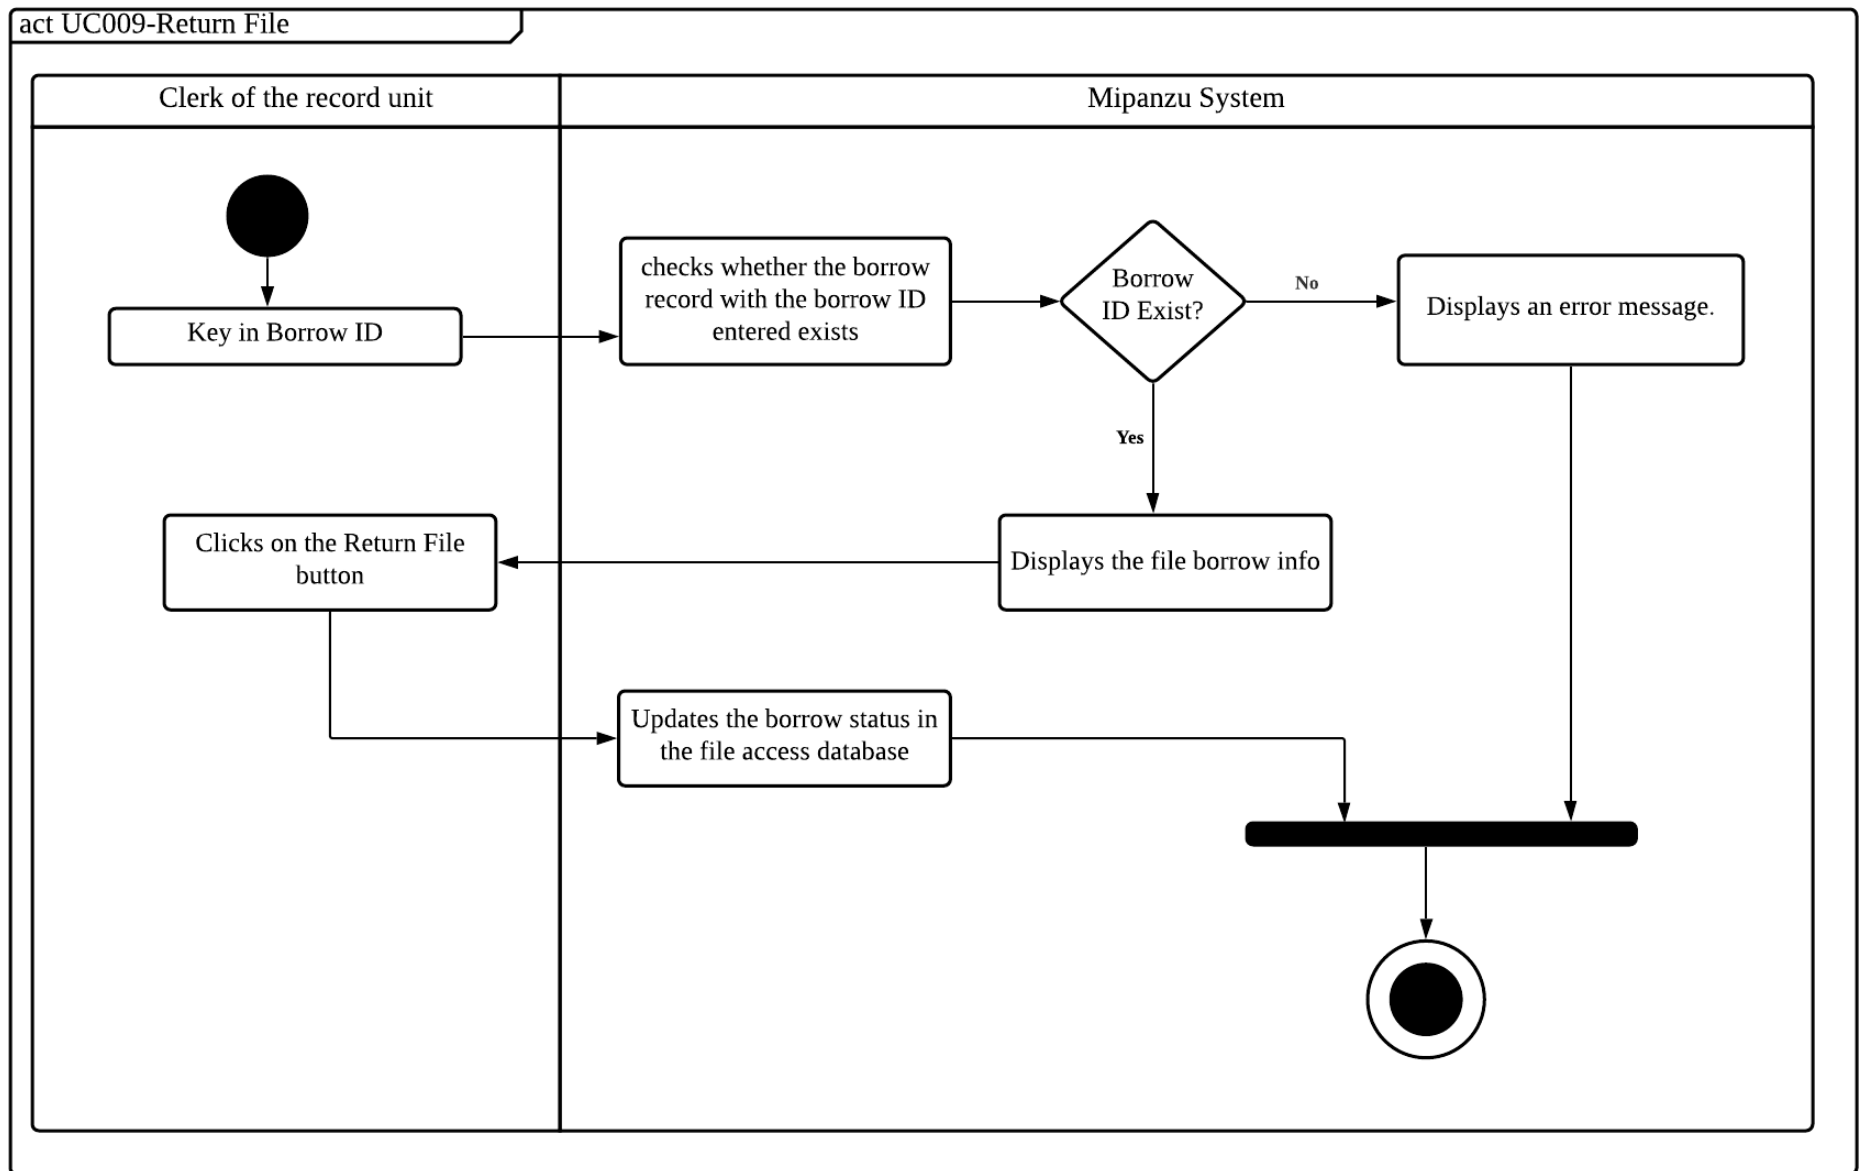 act UC009-Return File
Clerk of the record unit
Mipanzu System
Key in Borrow ID
checks whether the borrow
record with the borrow ID
entered exists
Borrow
ID Exist?
No
Displays an error message.
Yes
Clicks on the Return File
button
Displays the file borrow info
Updates the borrow status in
the file access database